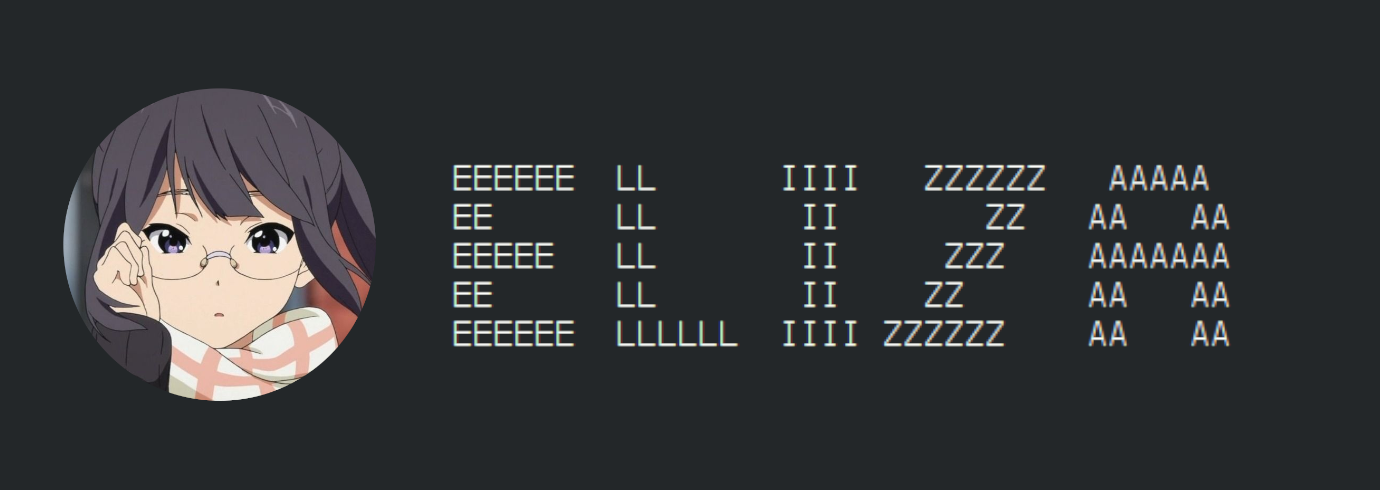 EEEEEE  LL      IIII   ZZZZZZ   AAAAA
EE      LL       II       ZZ   AA   AA
EEEEE   LL       II     ZZZ    AAAAAAA
EE      LL       II    ZZ      AA   AA
EEEEEE  LLLLLL  IIII ZZZZZZ    AA   AA